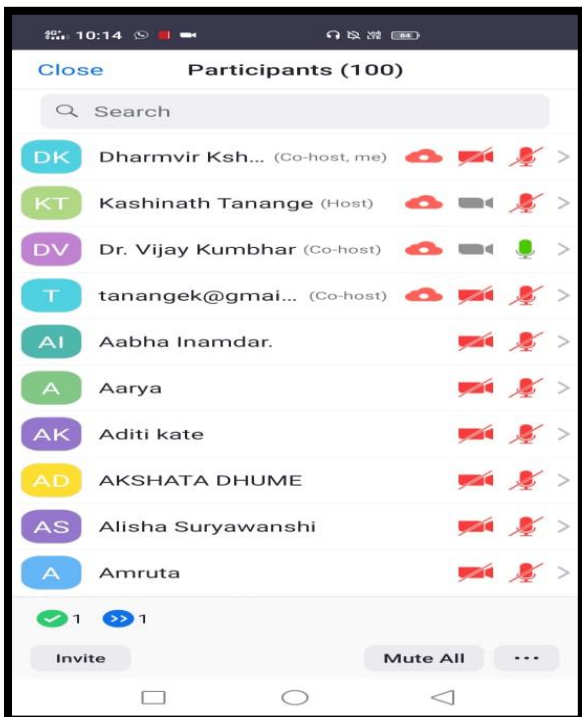 10:14 84
Close Participants (100)
Search
DK Dharmvir Ksh... (Co-host, me)
KT Kashinath Tanange (Host)
DV Dr. Vijay Kumbhar (Co-host)
T tanangek@gmai... (Co-host)
AI Aabha Inamdar.
A Aarya
AK Aditi kate
AD AKSHATA DHUME
AS Alisha Suryawanshi
A Amruta
1 1
Invite Mute All ...